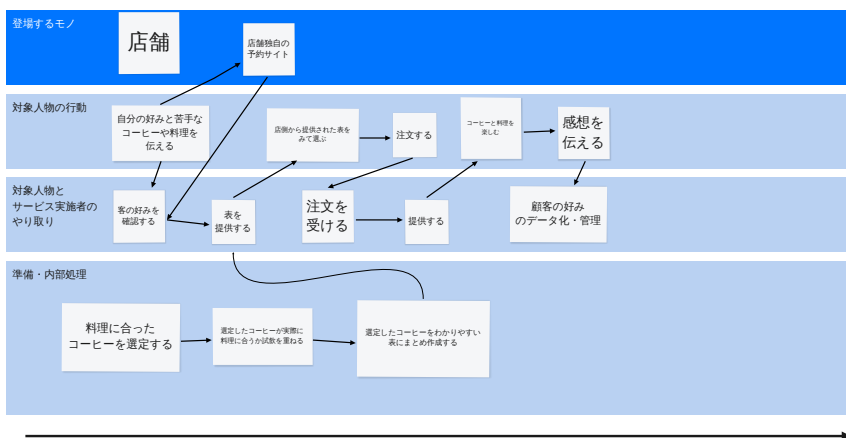 登場するモノ
店舗
店舗独自の
予約サイト
対象人物の行動
自分の好みと苦手な
コーヒーや料理を
伝える
店側から提供された表を
みて選ぶ
注文する
コーヒーと料理を
楽しむ
感想を
伝える
対象人物と
サービス実施者の
やり取り
客の好みを
確認する
表を
提供する
注文を
受ける
提供する
顧客の好み
のデータ化・管理
準備・内部処理
料理に合った
コーヒーを選定する
選定したコーヒーが実際に
料理に合うか試飲を重ねる
選定したコーヒーをわかりやすい
表にまとめ作成する